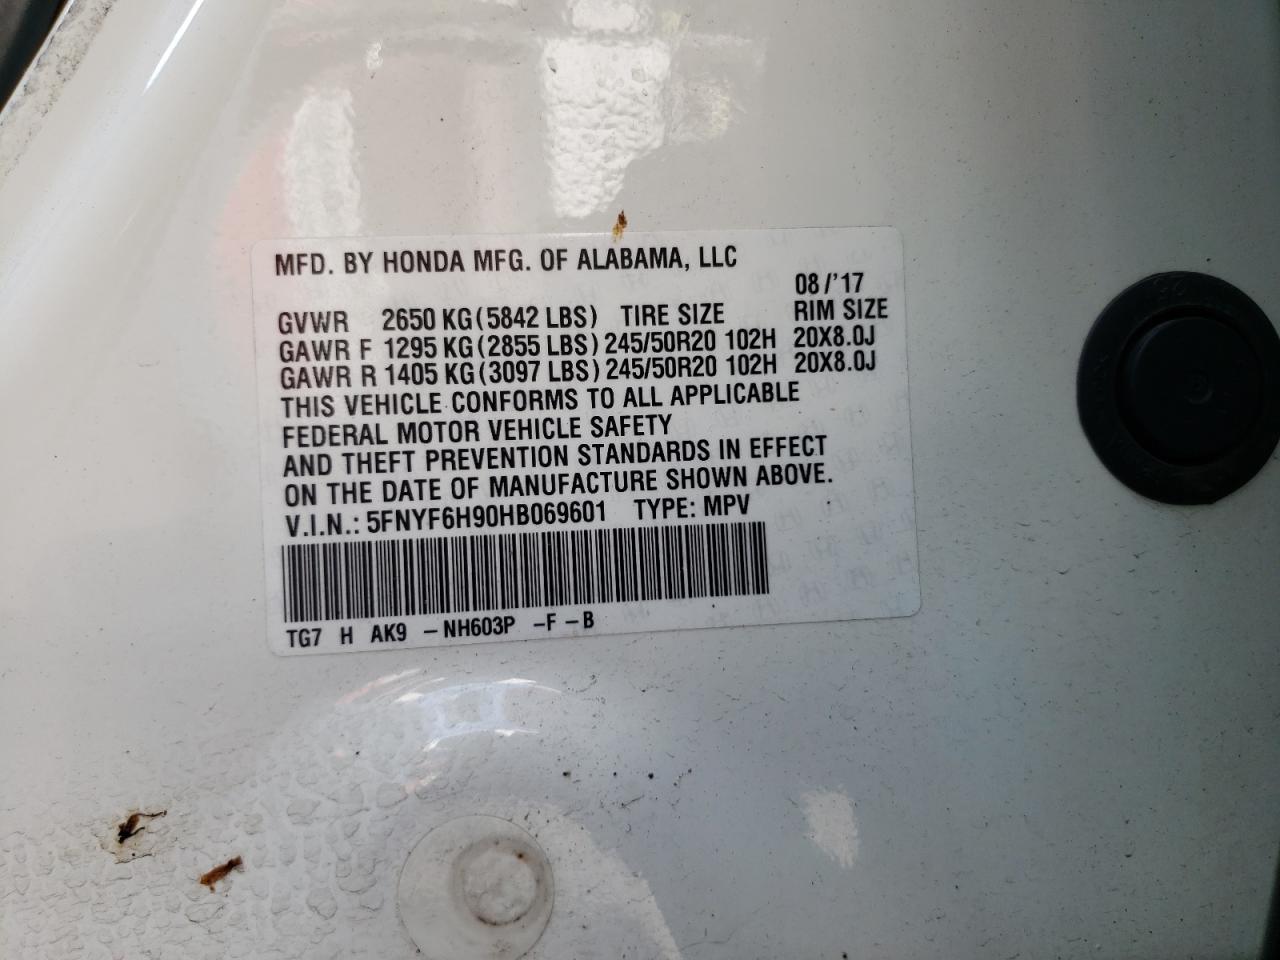 MFD. BY HONDA MFG. OF ALABAMA, LLC
08/'17
GVWR 2650 KG(5842 LBS) TIRE SIZE RIM SIZE
GAWR F 1295 KG(2855 LBS) 245/50R20 102H 20X8.0J
GAWR R 1405 KG(3097 LBS) 245/50R20 102H 20X8.0J
THIS VEHICLE CONFORMS TO ALL APPLICABLE
FEDERAL MOTOR VEHICLE SAFETY
AND THEFT PREVENTION STANDARDS IN EFFECT
ON THE DATE OF MANUFACTURE SHOWN ABOVE.
V.I.N.: 5FNYF6H90HB069601 TYPE: MPV
TG7 H AK9 -NH603P -F-B